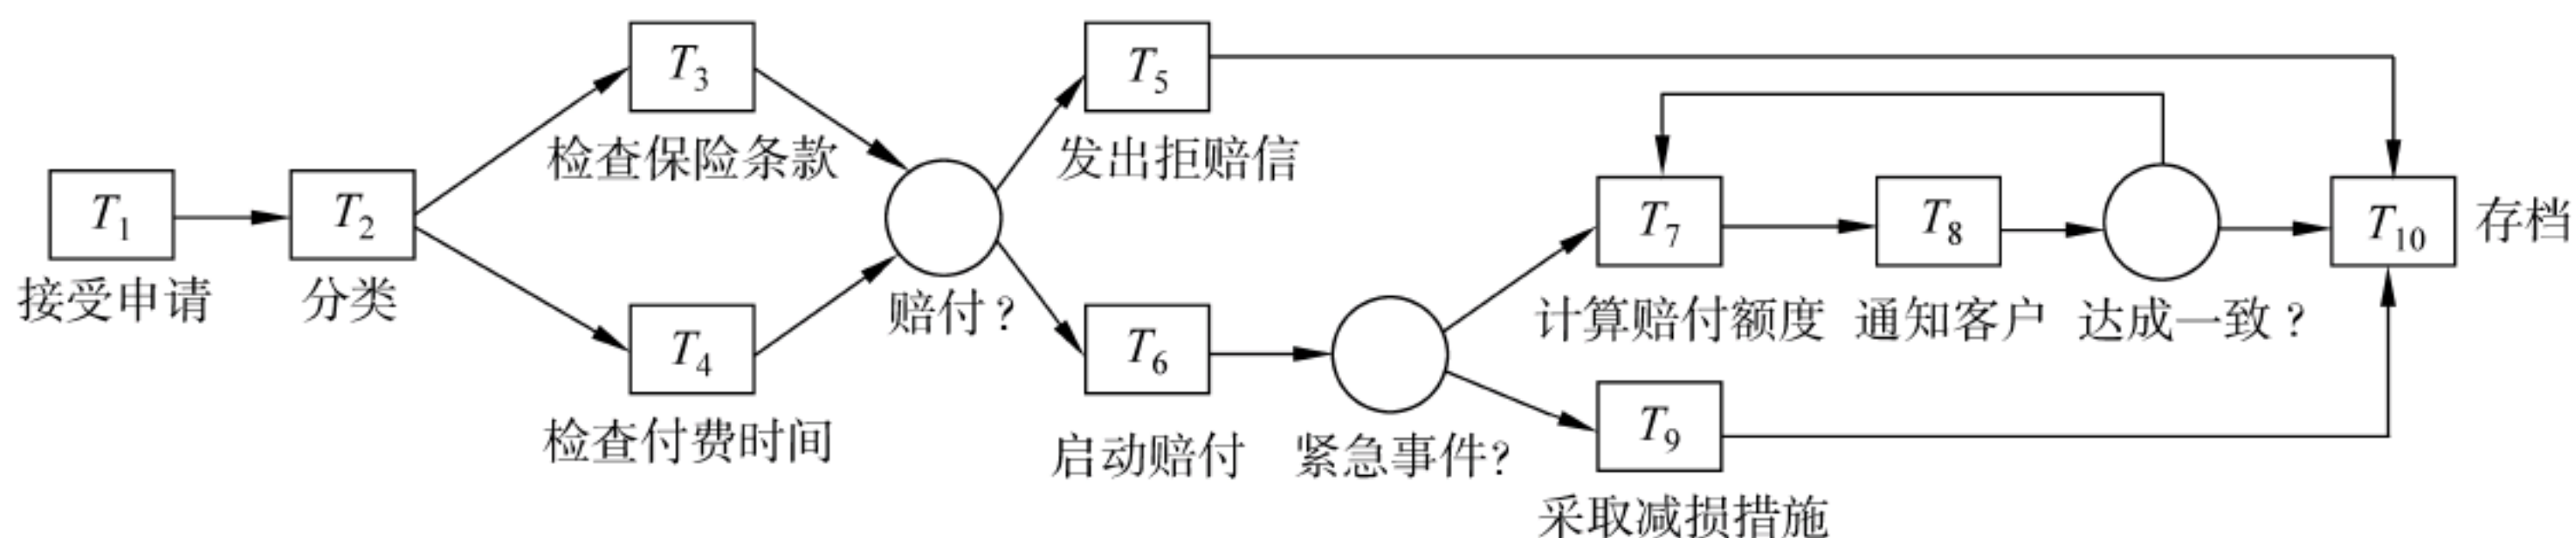 T1
接受申请
T2
分类
T3
检查保险条款
T4
检查付费时间
赔付？
T5
发出拒赔信
T6
启动赔付
紧急事件?
T7
计算赔付额度
T8
通知客户
达成一致？
T9
采取减损措施
T10
存档